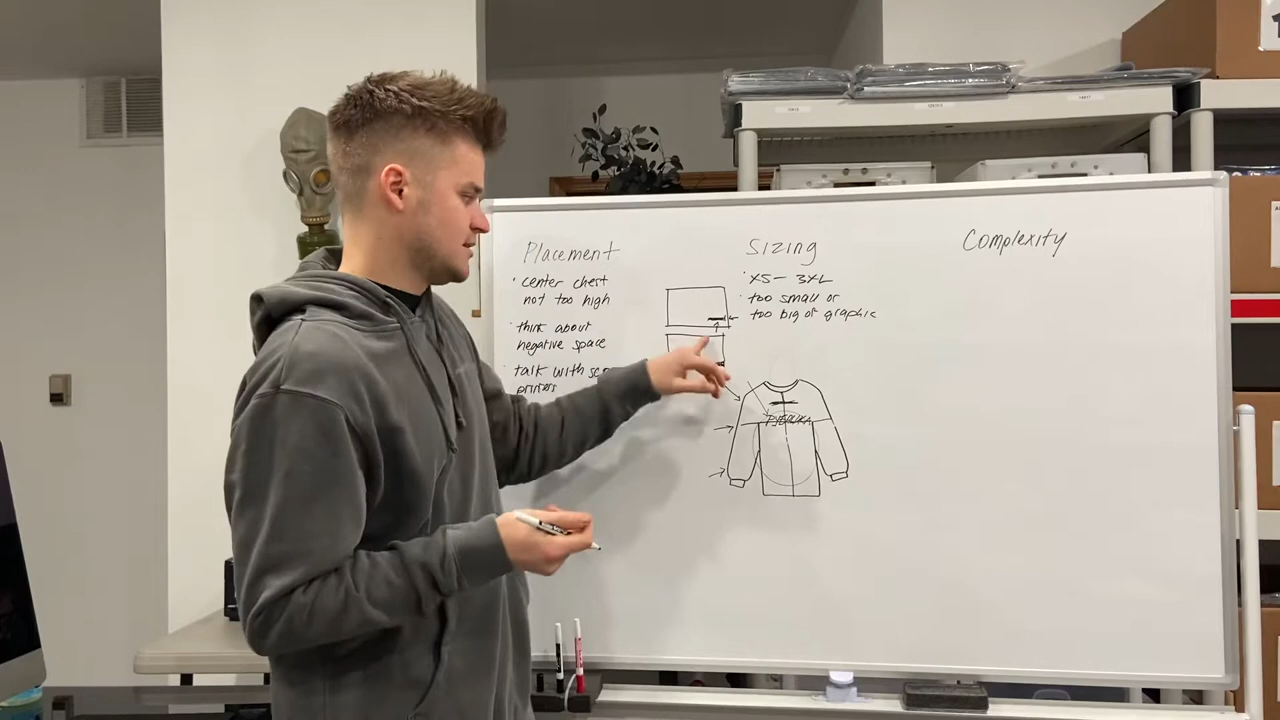 Placement
· center chest
not too high
· think about
negative space
· talk with
printers
Sizing
· XS - 3XL
· too small or
too big of graphic
РУБЛИКА
Complexity